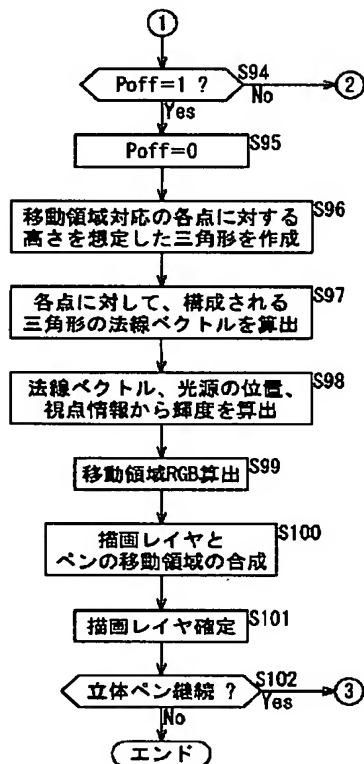 ①
Poff=1 ?
S94
No
②
Yes
Poff=0
S95
移動領域対応の各点に対する
高さを想定した三角形を作成
S96
各点に対して、構成される
三角形の法線ベクトルを算出
S97
法線ベクトル、光源の位置、
視点情報から輝度を算出
S98
移動領域RGB算出
S99
描画レイヤと
ペンの移動領域の合成
S100
描画レイヤ確定
S101
立体ペン継続 ?
S102
Yes
③
No
エンド